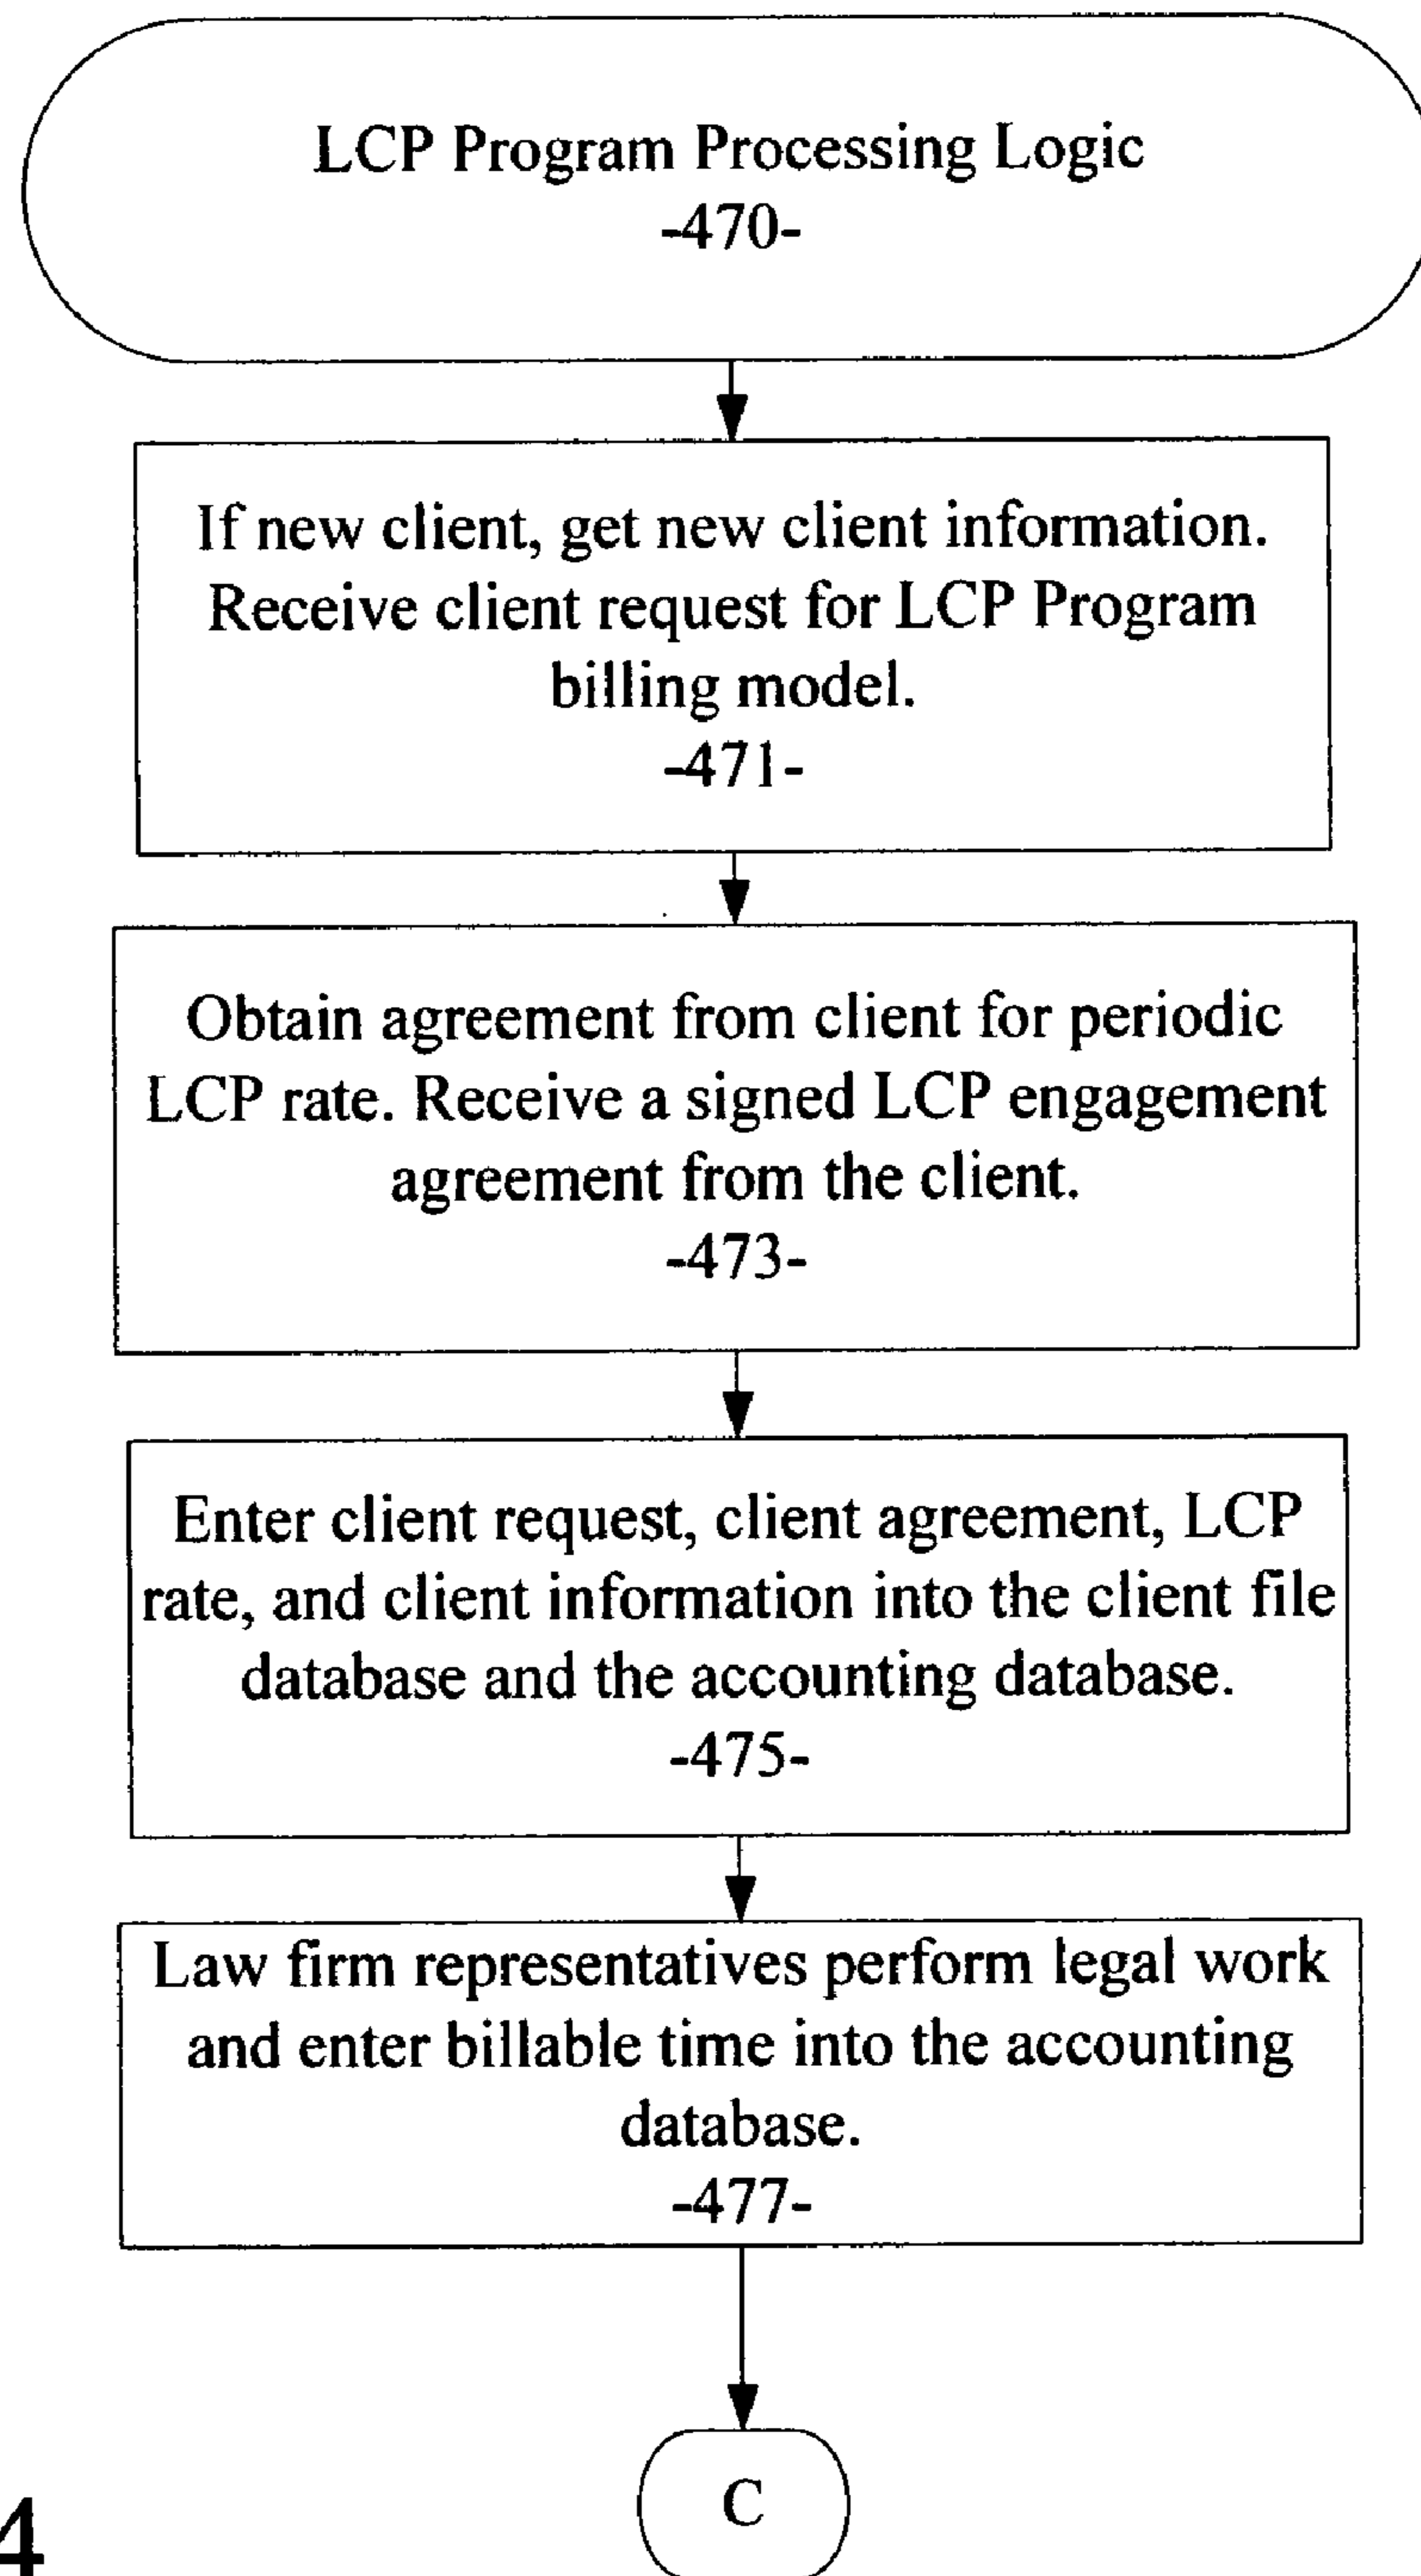 LCP Program Processing Logic
-470-
If new client, get new client information.
Receive client request for LCP Program
billing model.
-471-
Obtain agreement from client for periodic
LCP rate. Receive a signed LCP engagement
agreement from the client.
-473-
Enter client request, client agreement, LCP
rate, and client information into the client file
database and the accounting database.
-475-
Law firm representatives perform legal work
and enter billable time into the accounting
database.
-477-
C
4